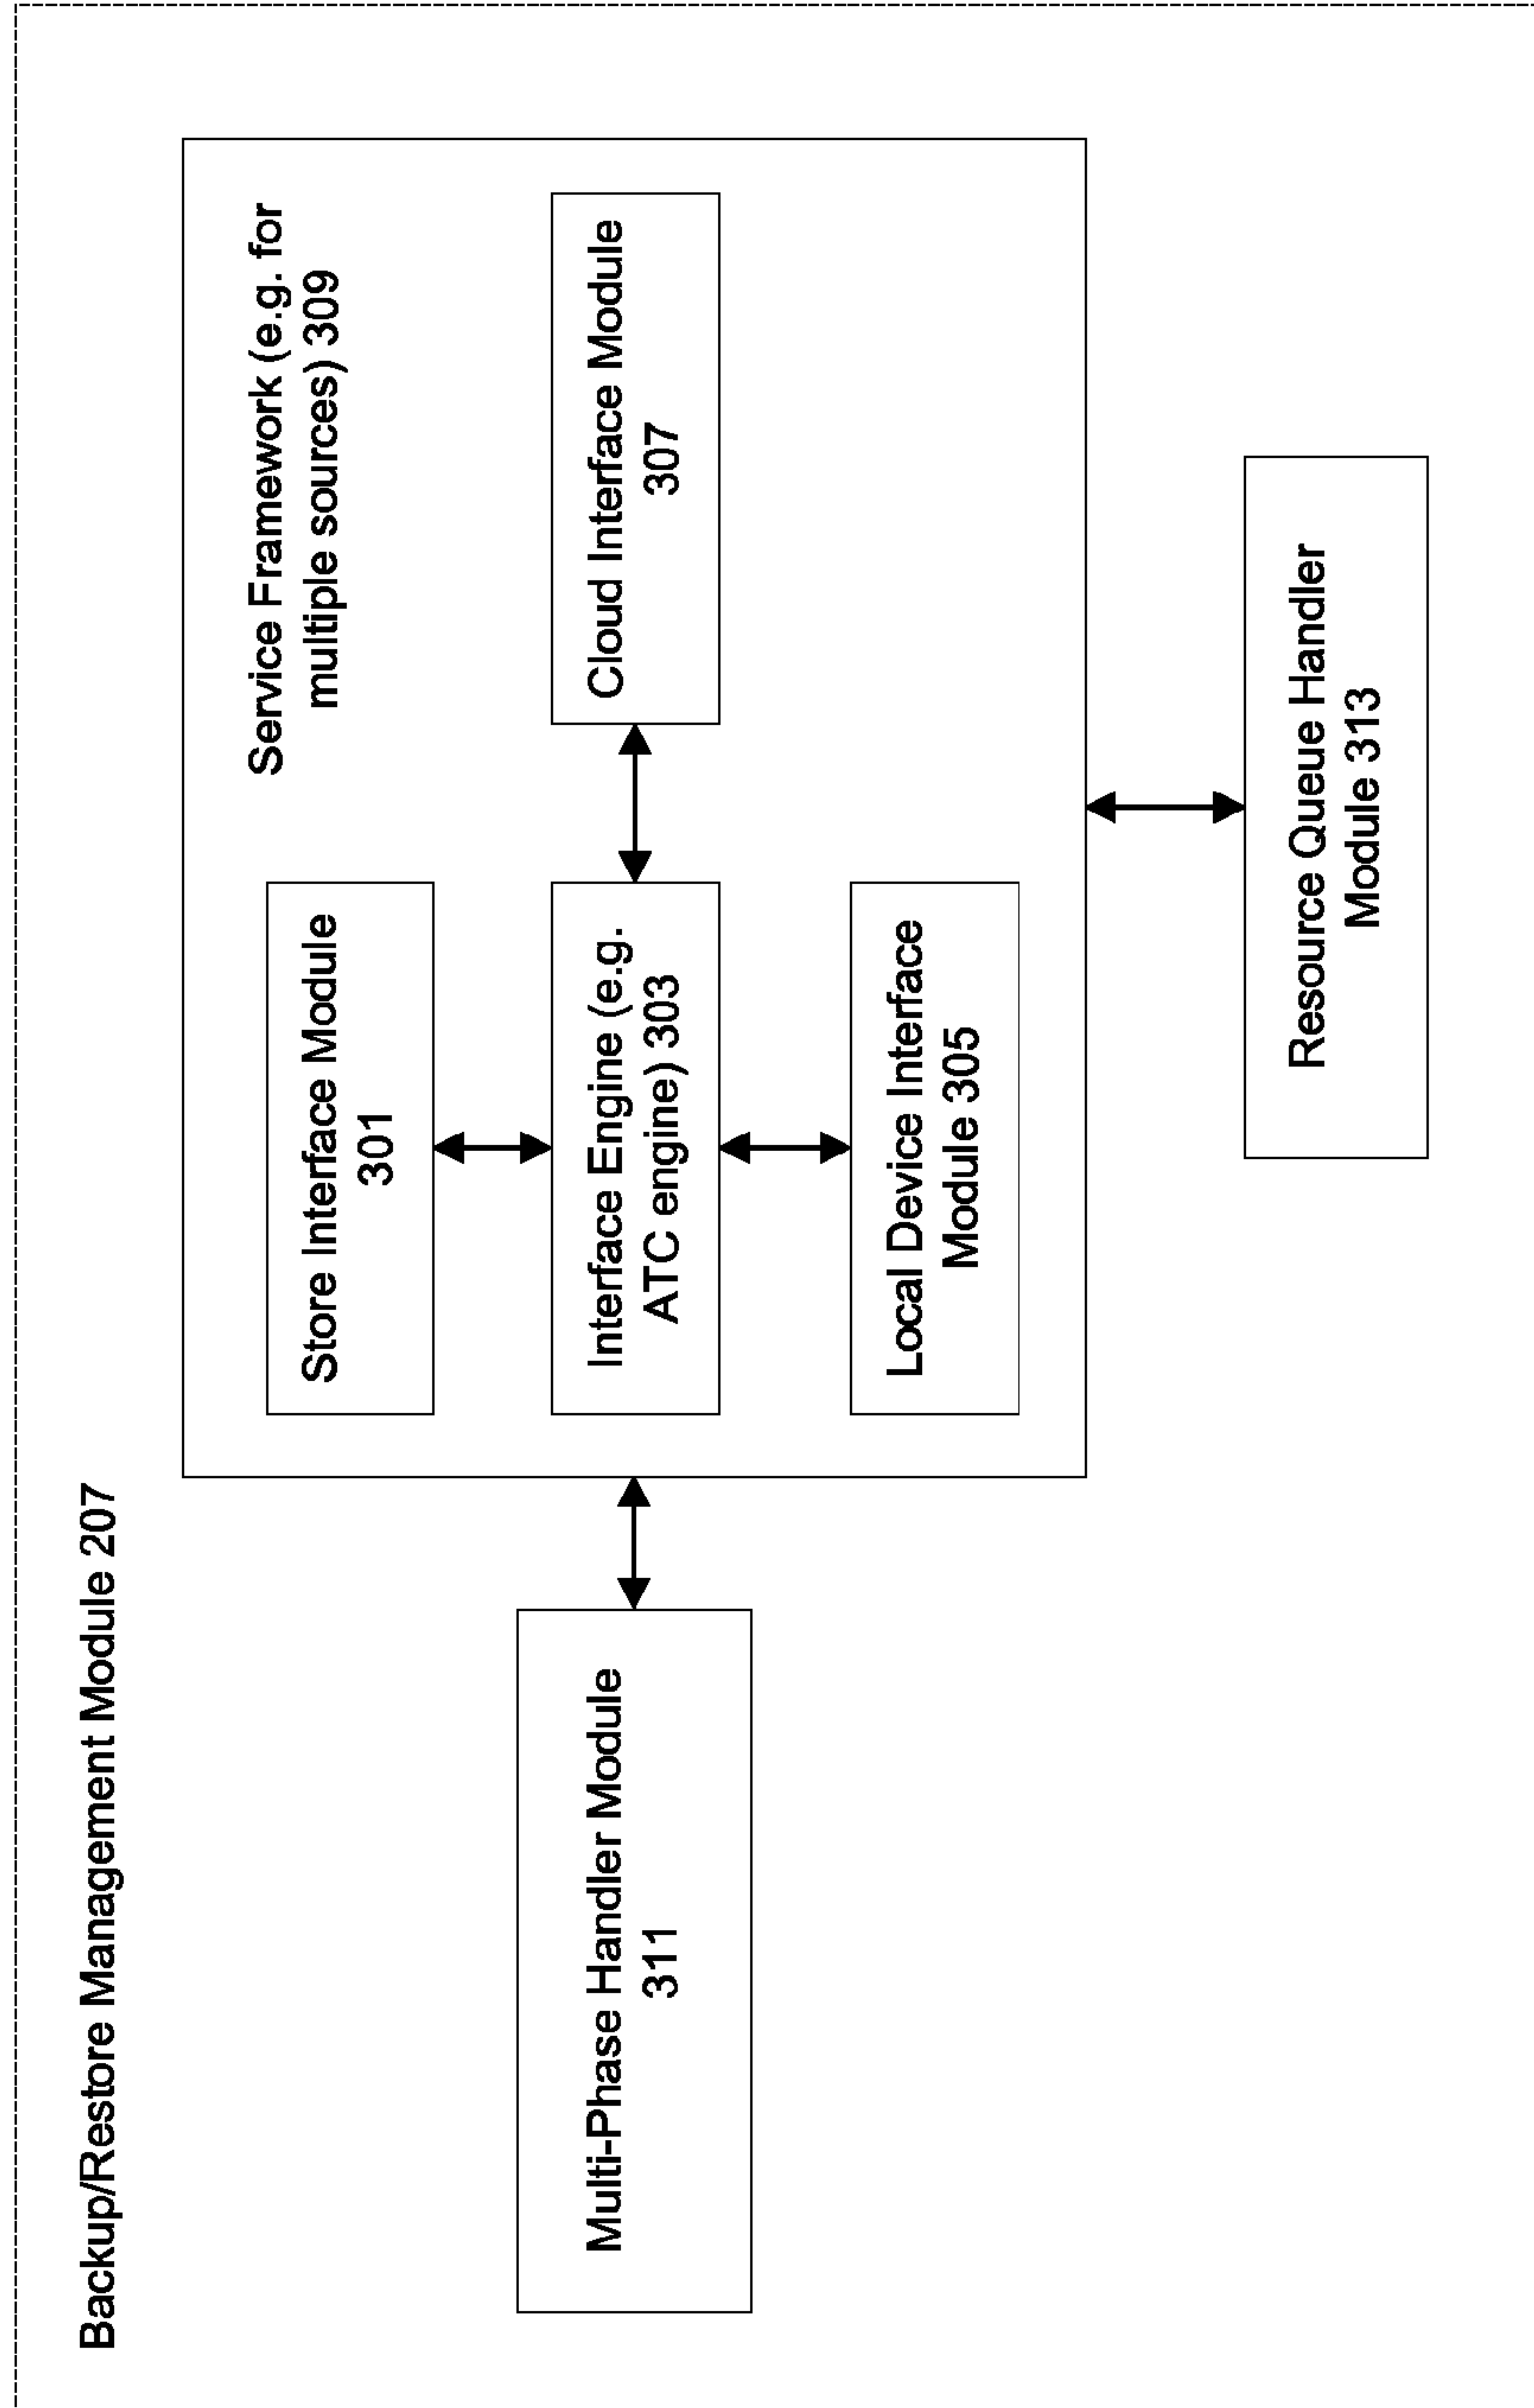 Backup/Restore Management Module 207
Service Framework (e.g. for
multiple sources) 309
Store Interface Module
301
Multi-Phase Handler Module
311
Interface Engine (e.g.
ATC engine) 303
Cloud Interface Module
307
Local Device Interface
Module 305
Resource Queue Handler
Module 313